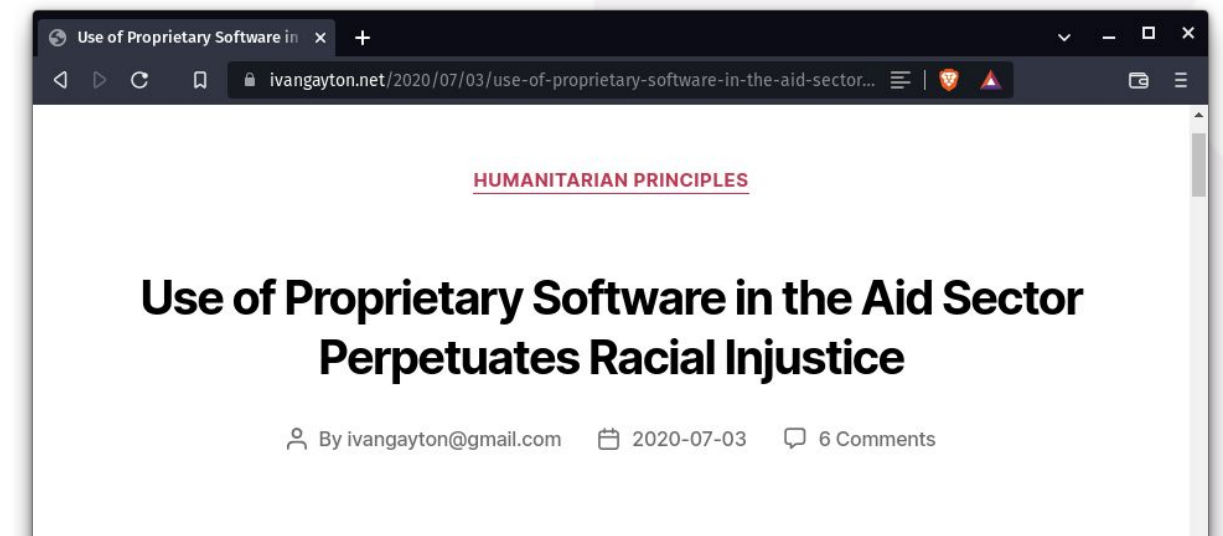 Use of Proprietary Software in
ivangayton.net/2020/07/03/use-of-proprietary-software-in-the-aid-sector...
HUMANITARIAN PRINCIPLES
Use of Proprietary Software in the Aid Sector
Perpetuates Racial Injustice
By ivangayton@gmail.com 2020-07-03 6 Comments